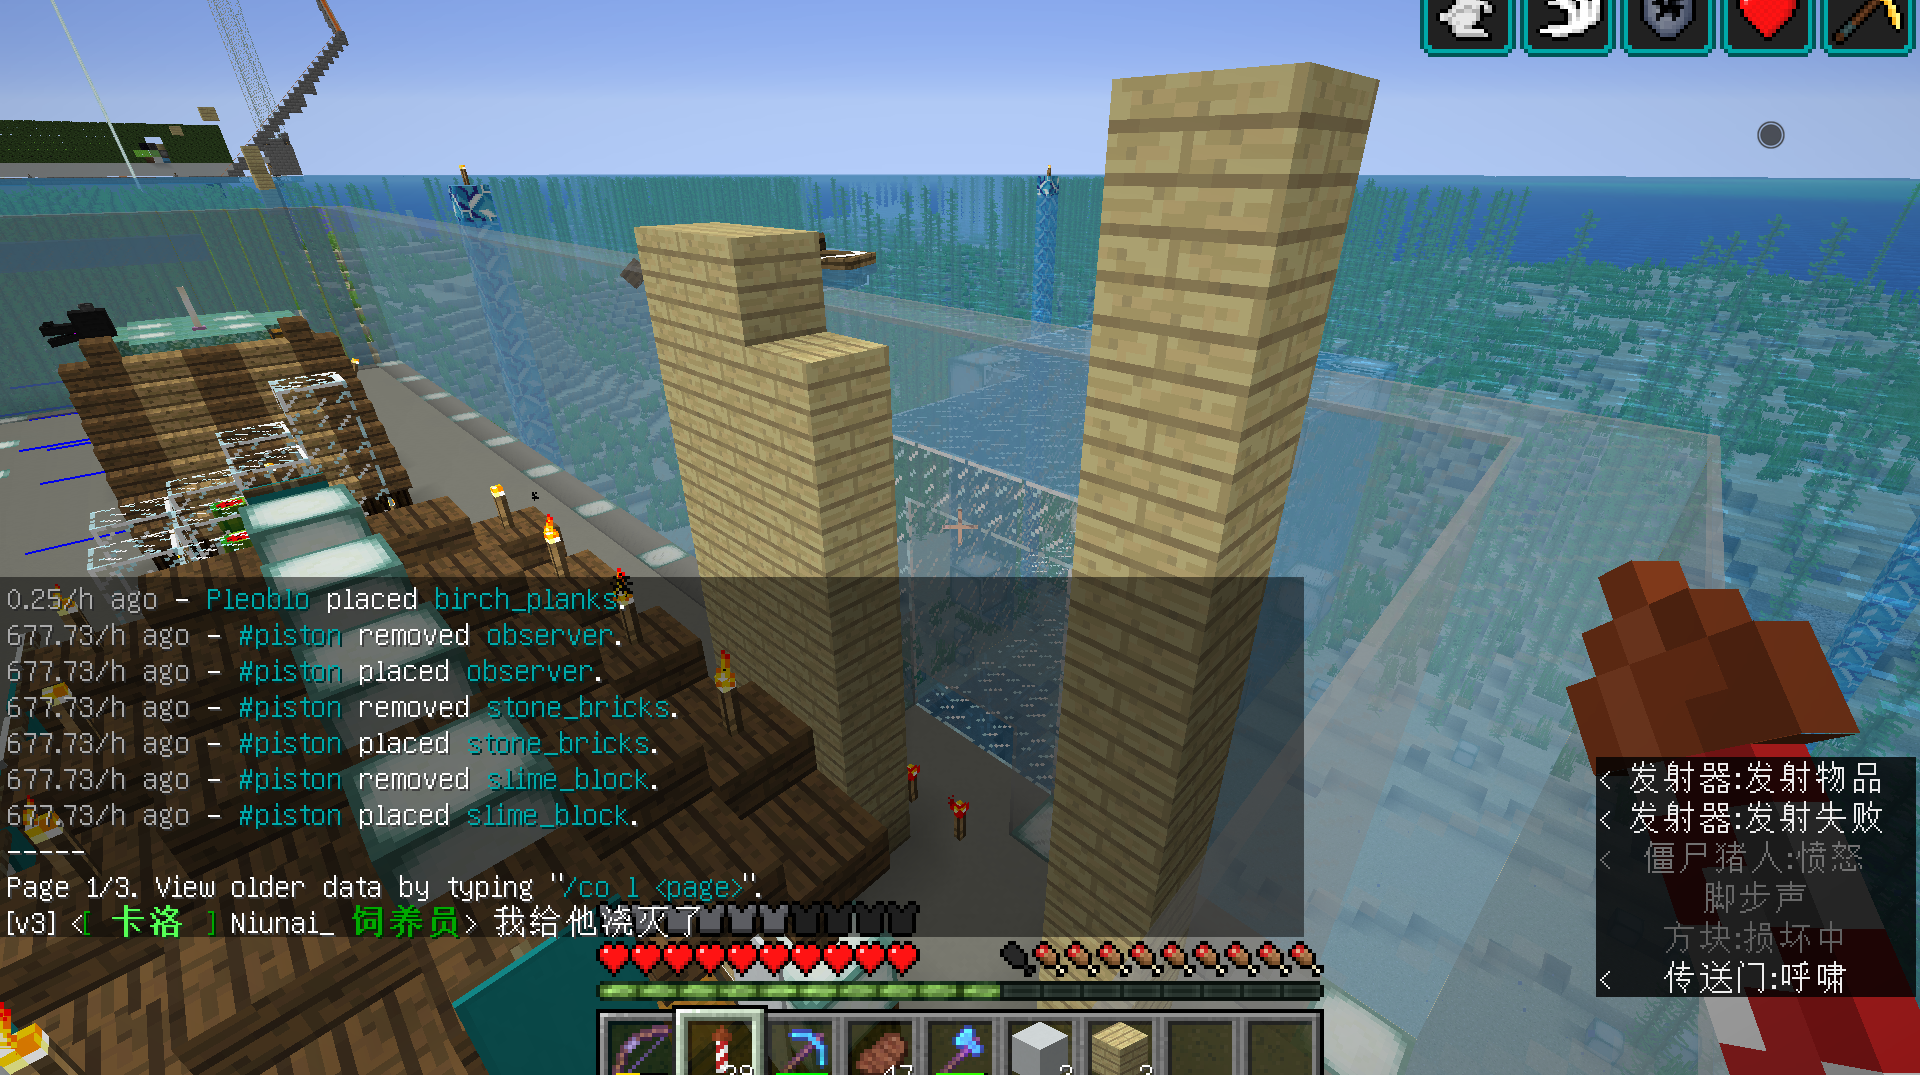 0.25/h ago - Pleoblo placed birch_planks.
677.73/h ago - #piston removed observer.
677.73/h ago - #piston placed observer.
677.73/h ago - #piston removed stone_bricks.
677.73/h ago - #piston placed stone_bricks.
677.73/h ago - #piston removed slime_block.
677.73/h ago - #piston placed slime_block.
-----
Page 1/3. View older data by typing "/co l <page>".
[v3] <[ 卡洛 ] Niunai_ 饲养员> 我给他浇灭了
< 发射器:发射物品
< 发射器:发射失败
< 僵尸猪人:愤怒
脚步声
方块:损坏中
< 传送门:呼啸